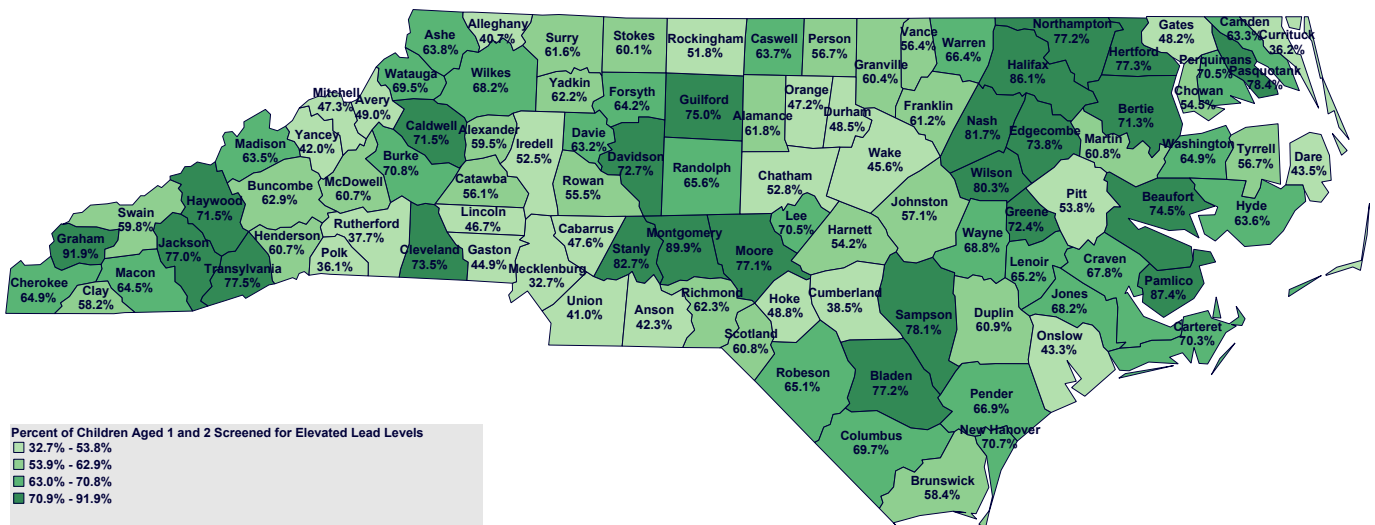 Ashe
63.8%
Alleghany
40.7%
Surry
61.6%
Stokes
60.1%
Rockingham
51.8%
Caswell
63.7%
Person
56.7%
Vance
56.4%
Granville
60.4%
Warren
66.4%
Northampton
77.2%
Halifax
86.1%
Hertford
77.3%
Gates
48.2%
Camden
63.3%
Currituck
36.2%
Perquimans
70.5%
Pasquotank
78.4%
Chowan
54.5%
Watauga
69.5%
Wilkes
68.2%
Yadkin
62.2%
Forsyth
64.2%
Guilford
75.0%
Alamance
61.8%
Orange
47.2%
Durham
48.5%
Franklin
61.2%
Nash
81.7%
Edgecombe
73.8%
Bertie
71.3%
Martin
60.8%
Washington
64.9%
Tyrrell
56.7%
Dare
43.5%
Mitchell
47.3%
Avery
49.0%
Yancey
42.0%
Madison
63.5%
Caldwell
71.5%
Alexander
59.5%
Iredell
52.5%
Davie
63.2%
Davidson
72.7%
Randolph
65.6%
Chatham
52.8%
Wake
45.6%
Wilson
80.3%
Pitt
53.8%
Beaufort
74.5%
Hyde
63.6%
Burke
70.8%
McDowell
60.7%
Buncombe
62.9%
Haywood
71.5%
Catawba
56.1%
Rowan
55.5%
Swain
59.8%
Graham
91.9%
Jackson
77.0%
Henderson
60.7%
Rutherford
37.7%
Polk
36.1%
Cleveland
73.5%
Lincoln
46.7%
Gaston
44.9%
Cabarrus
47.6%
Stanly
82.7%
Montgomery
89.9%
Moore
77.1%
Lee
70.5%
Harnett
54.2%
Johnston
57.1%
Wayne
68.8%
Greene
72.4%
Lenoir
65.2%
Craven
67.8%
Pamlico
87.4%
Cherokee
64.9%
Clay
58.2%
Macon
64.5%
Transylvania
77.5%
Mecklenburg
32.7%
Union
41.0%
Anson
42.3%
Richmond
62.3%
Scotland
60.8%
Hoke
48.8%
Cumberland
38.5%
Sampson
78.1%
Duplin
60.9%
Jones
68.2%
Onslow
43.3%
Carteret
70.3%
Robeson
65.1%
Bladen
77.2%
Pender
66.9%
Columbus
69.7%
New Hanover
70.7%
Brunswick
58.4%
Percent of Children Aged 1 and 2 Screened for Elevated Lead Levels
32.7% - 53.8%
53.9% - 62.9%
63.0% - 70.8%
70.9% - 91.9%